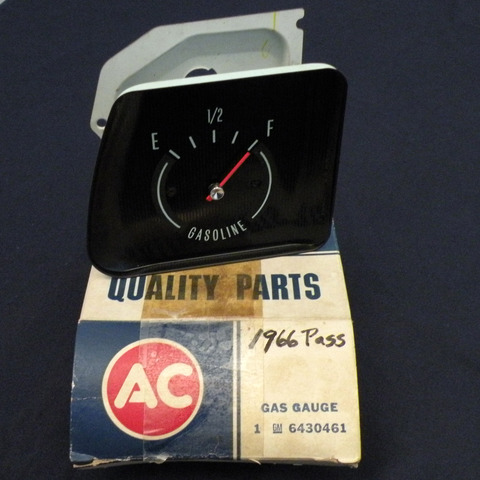 1/2
E F
GASOLINE
QUALITY PARTS
1966 Pass
AC
GAS GAUGE
1 GM 6430461